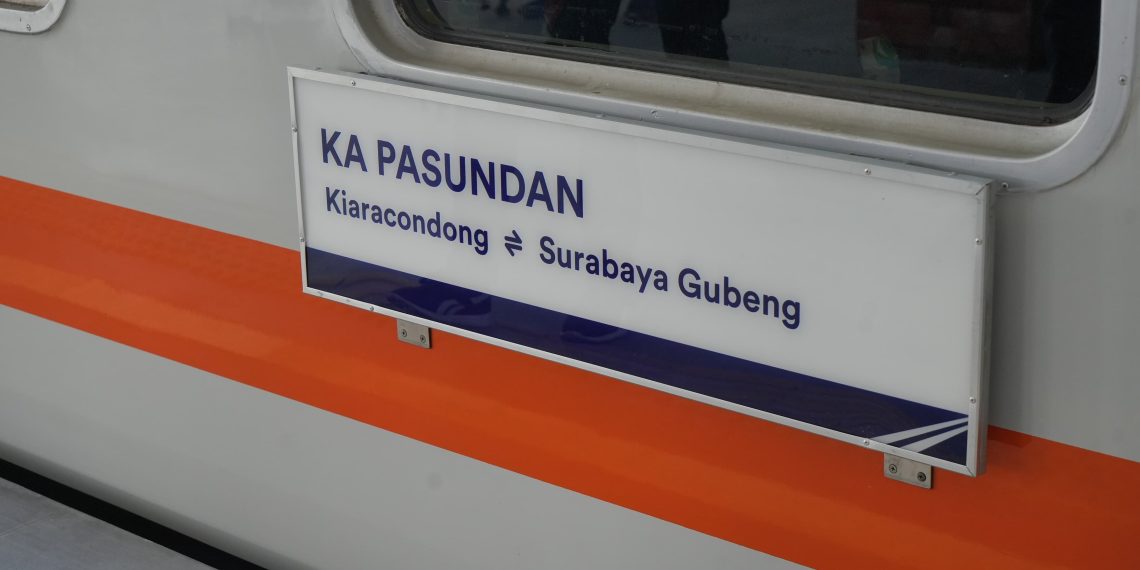 KA PASUNDAN
Kiaracondong ⇌ Surabaya Gubeng